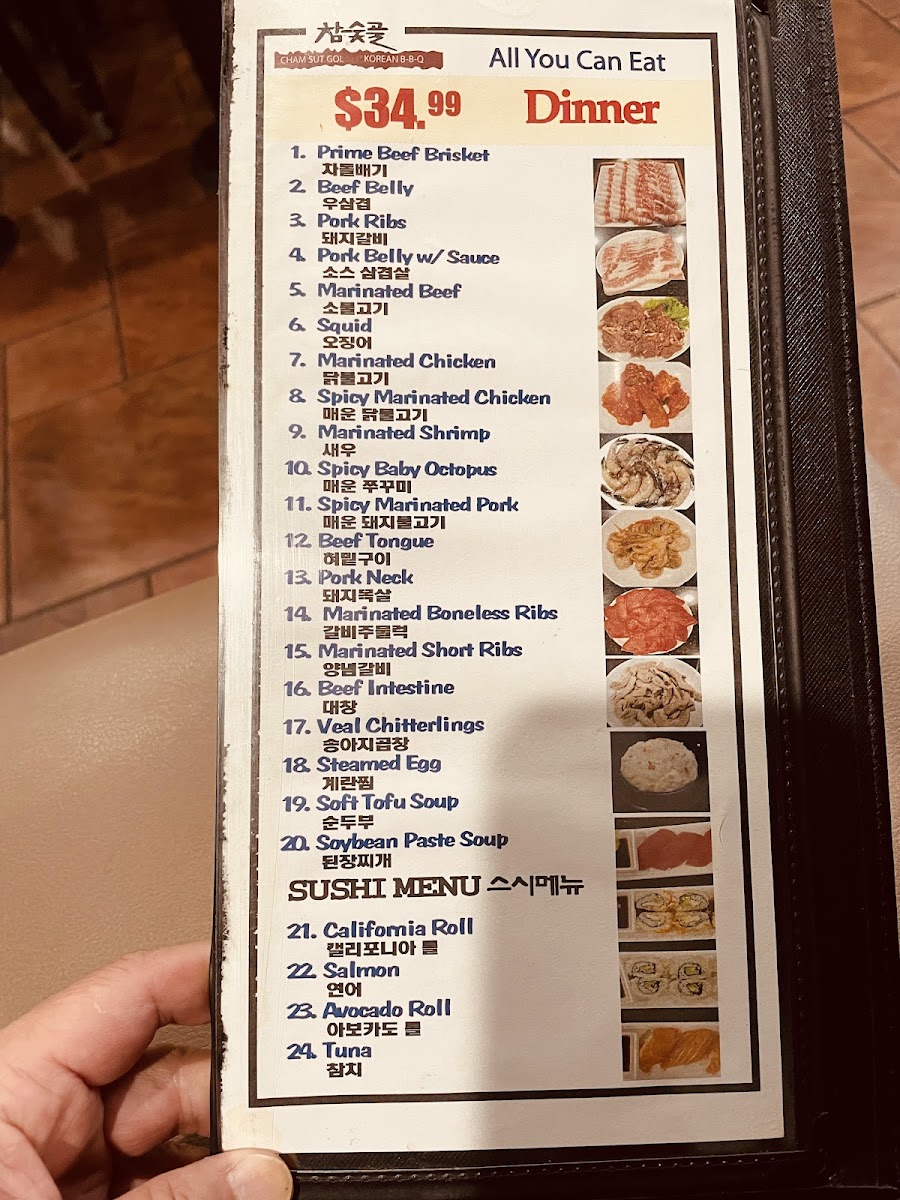 참숯골
CHAM SUT GOL KOREAN B-B-Q
All You Can Eat
$34.99 Dinner
1. Prime Beef Brisket
차돌배기
2. Beef Belly
우삼겹
3. Pork Ribs
돼지갈비
4. Pork Belly w/ Sauce
소스 삼겹살
5. Marinated Beef
소불고기
6. Squid
오징어
7. Marinated Chicken
닭불고기
8. Spicy Marinated Chicken
매운 닭불고기
9. Marinated Shrimp
새우
10. Spicy Baby Octopus
매운 쭈꾸미
11. Spicy Marinated Pork
매운 돼지불고기
12. Beef Tongue
혀밑구이
13. Pork Neck
돼지목살
14. Marinated Boneless Ribs
갈비주물럭
15. Marinated Short Ribs
양념갈비
16. Beef Intestine
대창
17. Veal Chitterlings
송아지곱창
18. Steamed Egg
계란찜
19. Soft Tofu Soup
순두부
20. Soybean Paste Soup
된장찌개
SUSHI MENU 스시메뉴
21. California Roll
캘리포니아 롤
22. Salmon
연어
23. Avocado Roll
아보카도 롤
24. Tuna
참치